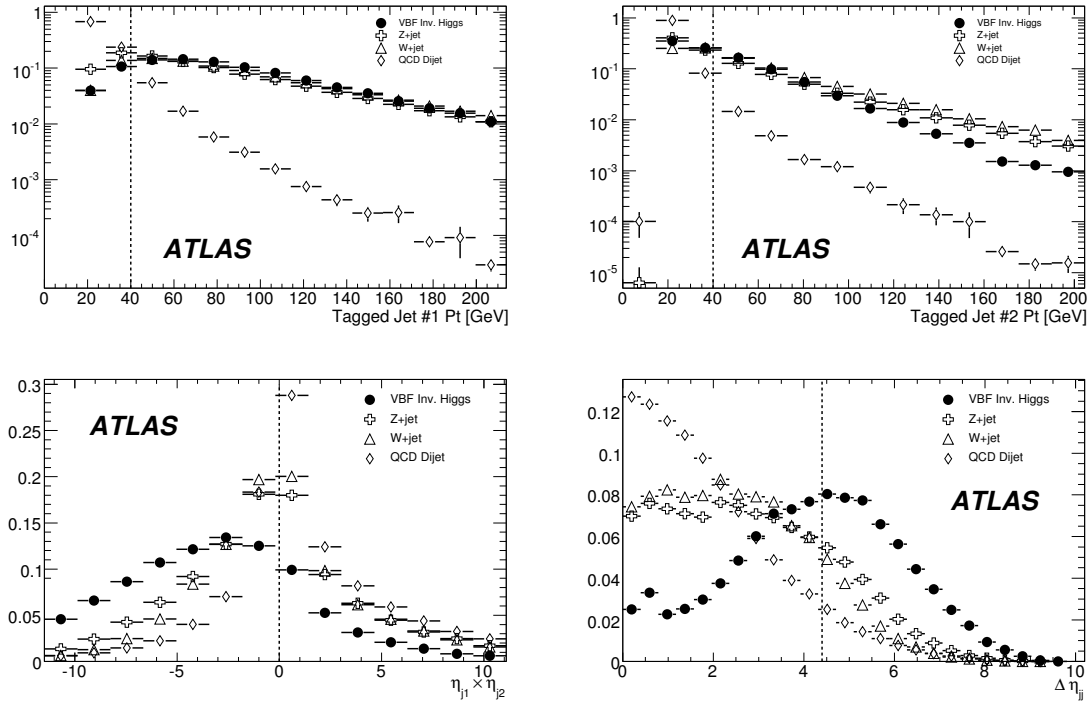 1
10⁻¹
10⁻²
10⁻³
10⁻⁴
VBF Inv. Higgs
Z+jet
W+jet
QCD Dijet
ATLAS
0 20 40 60 80 100 120 140 160 180 200
Tagged Jet #1 Pt [GeV]
1
10⁻¹
10⁻²
10⁻³
10⁻⁴
10⁻⁵
VBF Inv. Higgs
Z+jet
W+jet
QCD Dijet
ATLAS
0 20 40 60 80 100 120 140 160 180 200
Tagged Jet #2 Pt [GeV]
0.3
0.25
0.2
0.15
0.1
0.05
0
ATLAS
VBF Inv. Higgs
Z+jet
W+jet
QCD Dijet
-10 -5 0 5 10
η_j1 × η_j2
0.12
0.1
0.08
0.06
0.04
0.02
0
VBF Inv. Higgs
Z+jet
W+jet
QCD Dijet
ATLAS
0 2 4 6 8 10
Δ η_jj